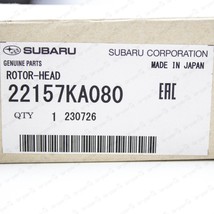 SUBARU
SUBARU CORPORATION
GENUINE PARTS
MADE IN JAPAN
ROTOR-HEAD
22157KA080
EAC
QTY 1 230726